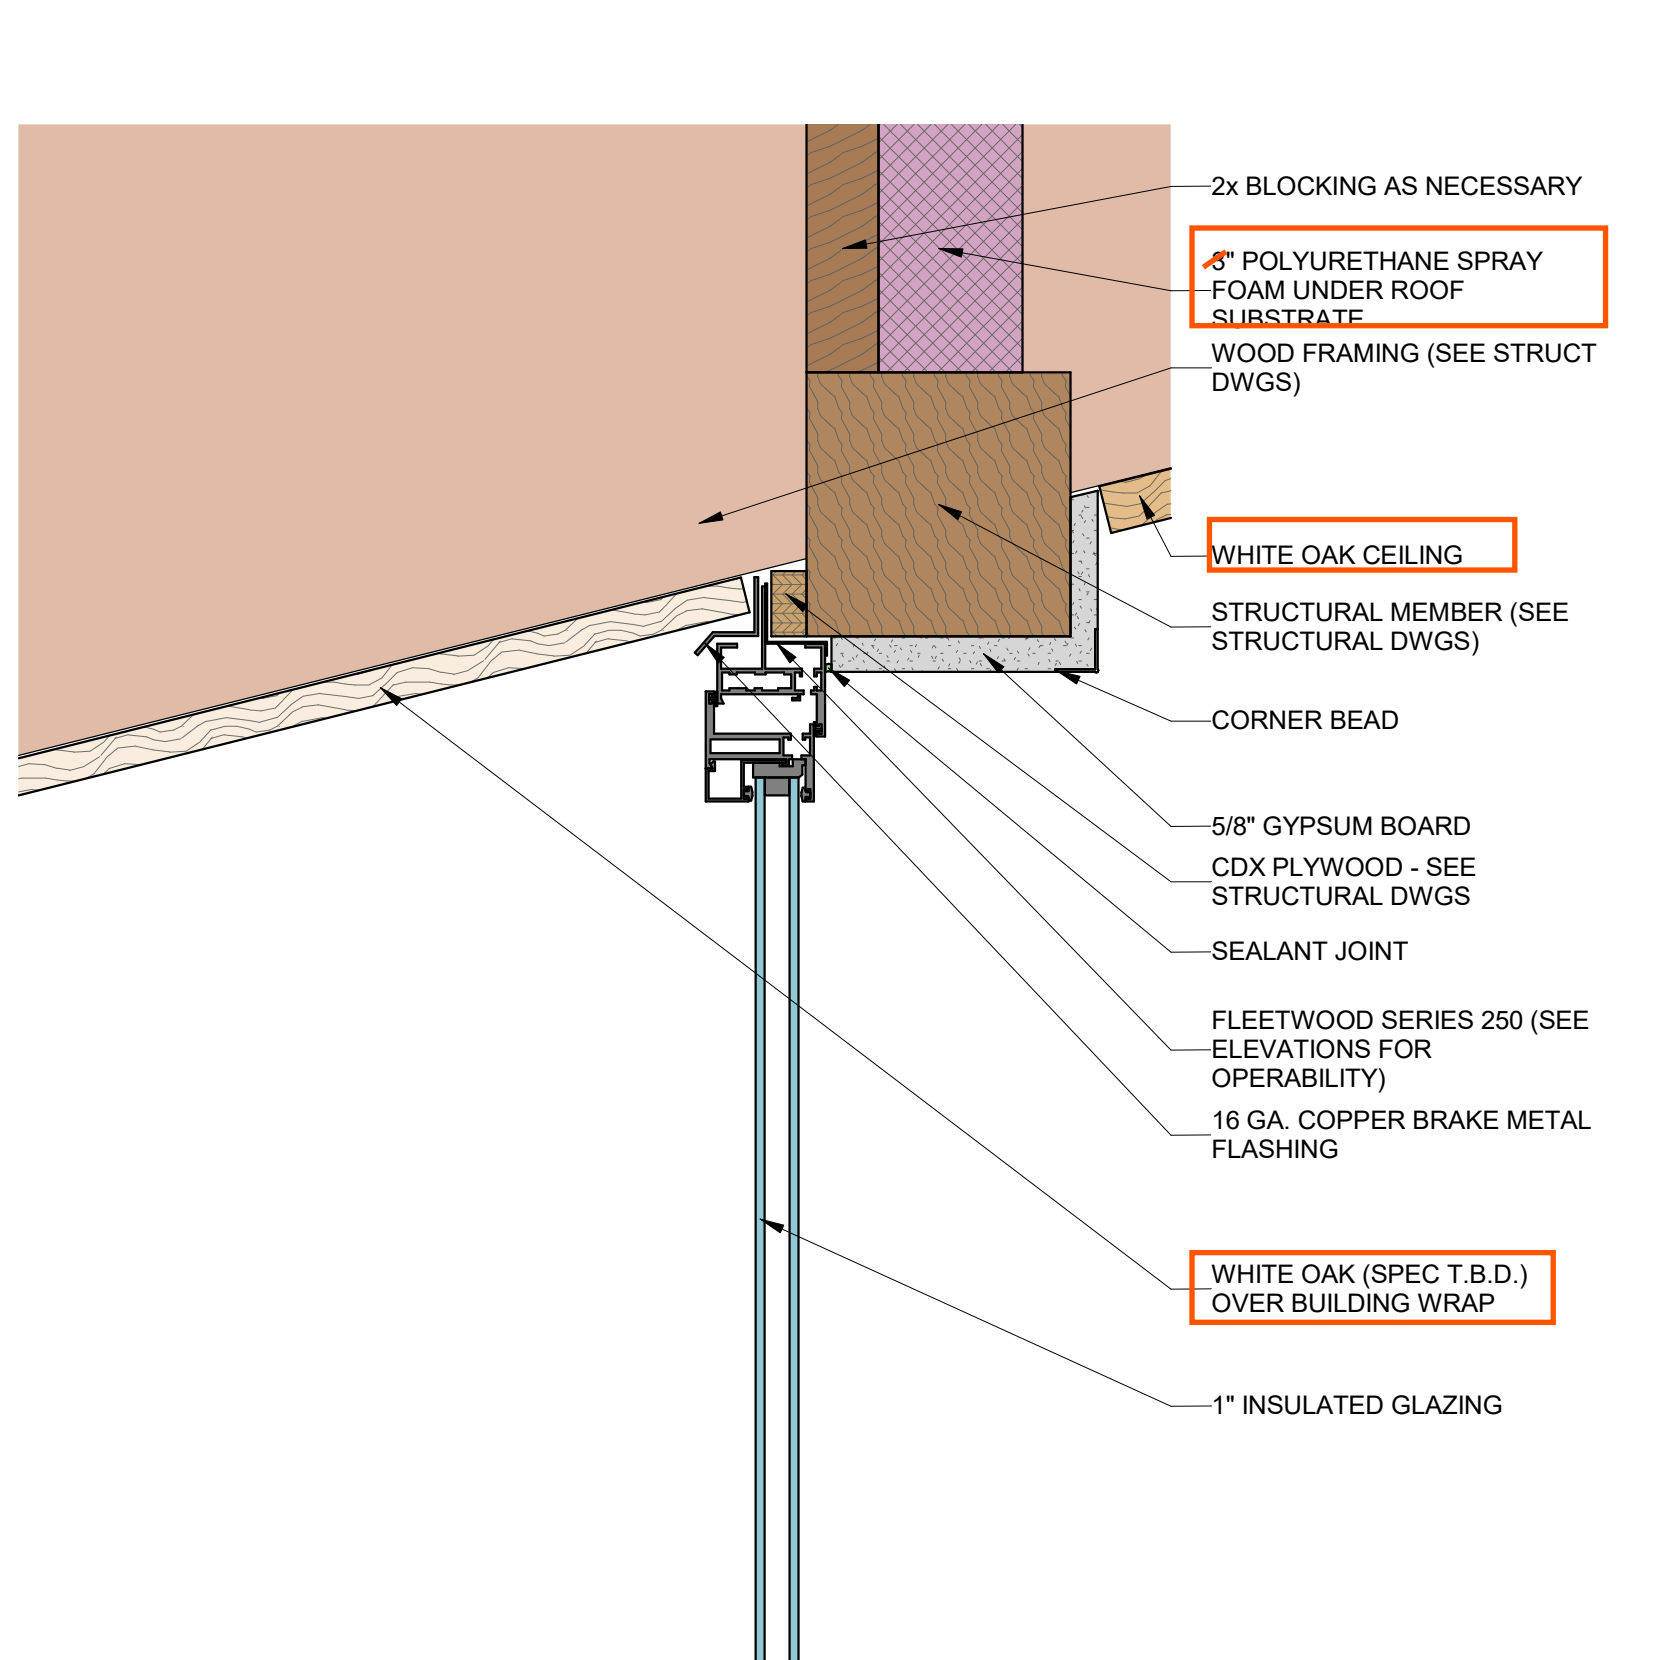 2x BLOCKING AS NECESSARY
3" POLYURETHANE SPRAY
FOAM UNDER ROOF
SUBSTRATE
WOOD FRAMING (SEE STRUCT
DWGS)
WHITE OAK CEILING
STRUCTURAL MEMBER (SEE
STRUCTURAL DWGS)
CORNER BEAD
5/8" GYPSUM BOARD
CDX PLYWOOD - SEE
STRUCTURAL DWGS
SEALANT JOINT
FLEETWOOD SERIES 250 (SEE
ELEVATIONS FOR
OPERABILITY)
16 GA. COPPER BRAKE METAL
FLASHING
WHITE OAK (SPEC T.B.D.)
OVER BUILDING WRAP
1" INSULATED GLAZING